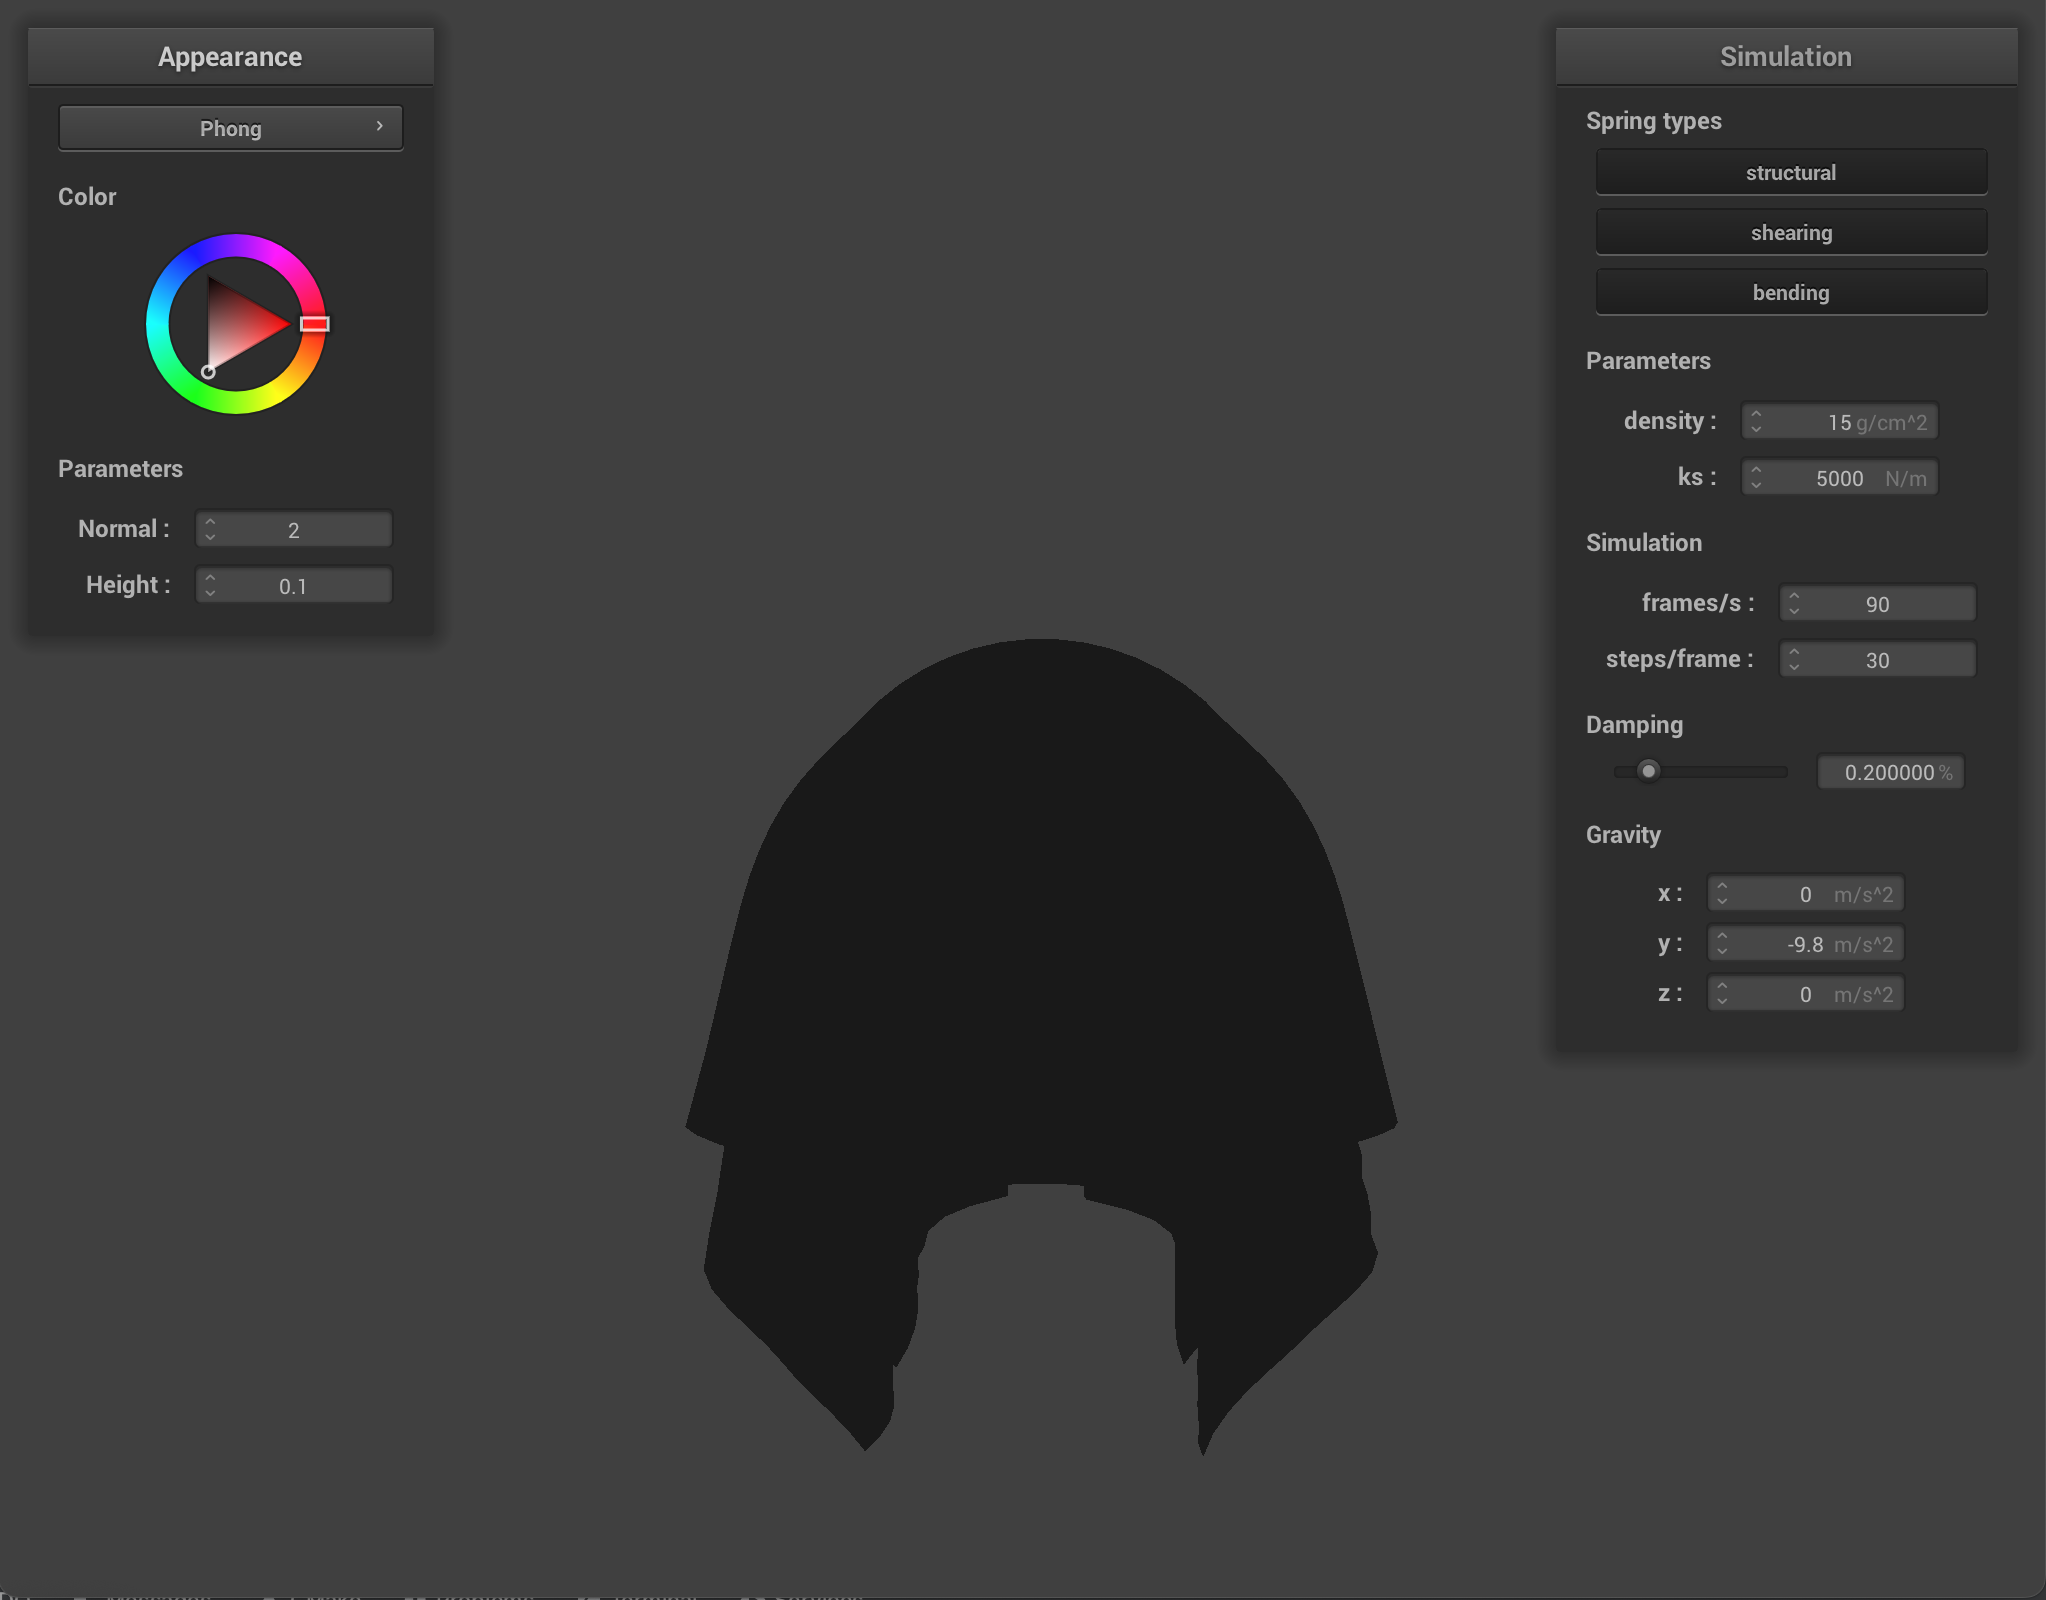 Appearance
Phong
Color
Parameters
Normal : 2
Height : 0.1
Simulation
Spring types
structural
shearing
bending
Parameters
density : 15 g/cm^2
ks : 5000 N/m
Simulation
frames/s : 90
steps/frame : 30
Damping
0.200000 %
Gravity
x : 0 m/s^2
y : -9.8 m/s^2
z : 0 m/s^2